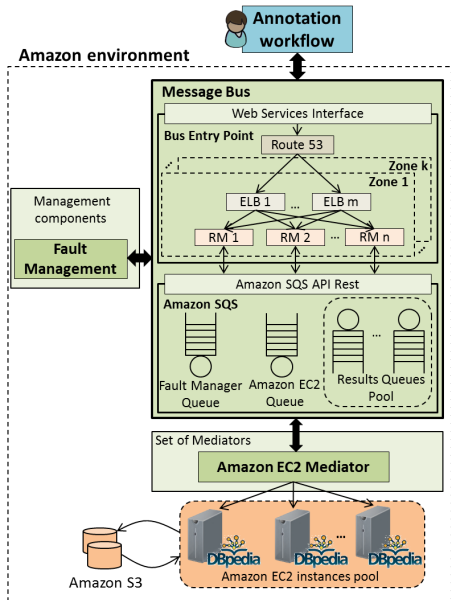 Annotation
workflow
Amazon environment
Message Bus
Web Services Interface
Bus Entry Point
Route 53
Zone k
Zone 1
ELB 1
...
ELB m
RM 1
RM 2
...
RM n
Management
components
Fault
Management
Amazon SQS API Rest
Amazon SQS
...
Fault Manager
Queue
Amazon EC2
Queue
Results Queues
Pool
Set of Mediators
Amazon EC2 Mediator
...
DBpedia
DBpedia
DBpedia
Amazon EC2 instances pool
Amazon S3